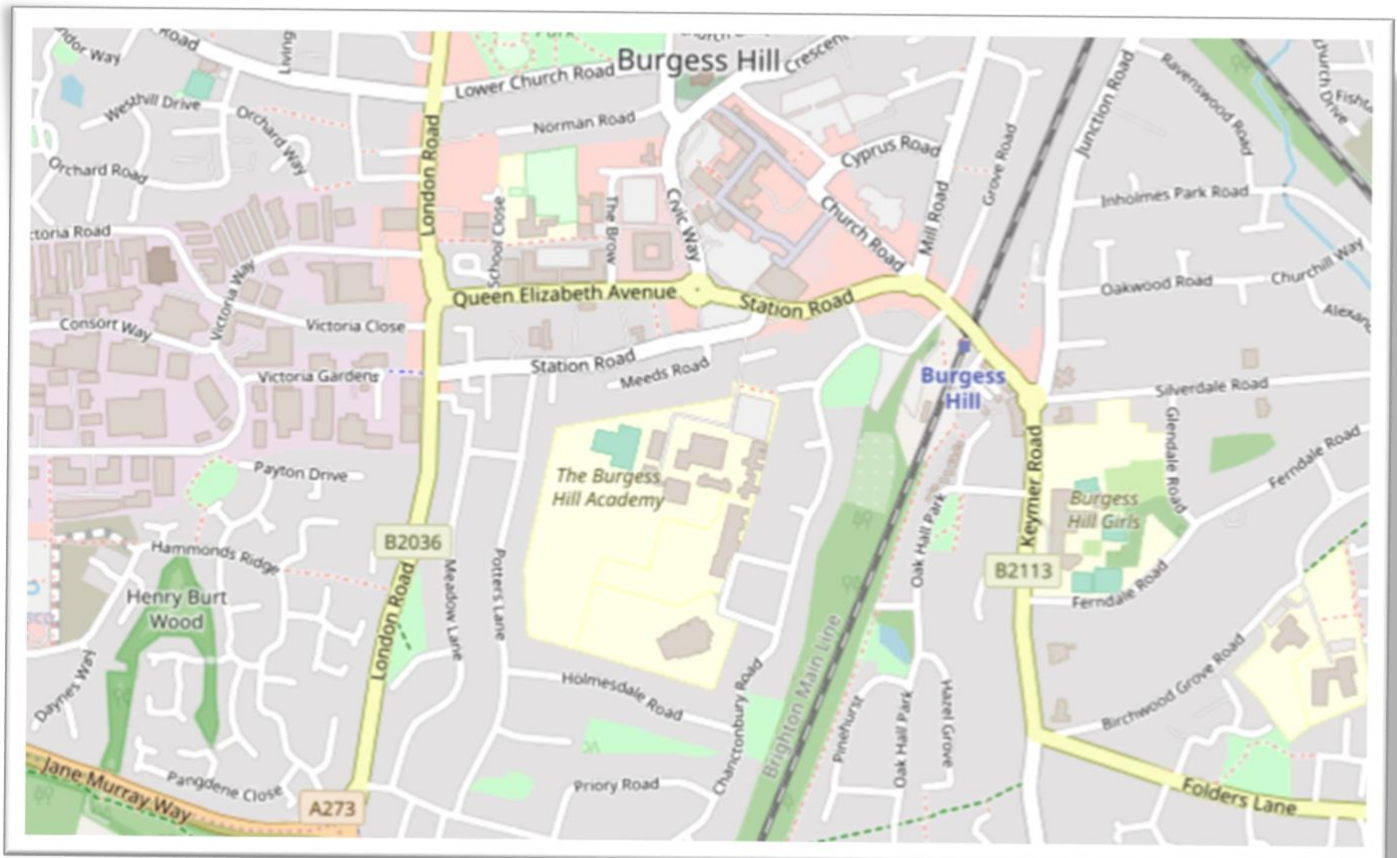 Road
Living
Park
Burgess Hill
Crescent
Lower Church Road
Westhill Drive
Orchard Way
Norman Road
London Road
Junction Road
Ravenswood Road
Church Drive
Orchard Road
Cyprus Road
Grove Road
Inholmes Park Road
School Close
The Brow
Civic Way
Church Road
Mill Road
Victoria Way
Queen Elizabeth Avenue
Station Road
Oakwood Road
Churchill Way
Consort Way
Victoria Close
Station Road
Meeds Road
Victoria Gardens
Burgess
Hill
Silverdale Road
Glendale Road
Ferndale Road
Payton Drive
The Burgess
Hill Academy
Keymer Road
Burgess
Hill Girls
B2036
Hammonds Ridge
Meadow Lane
Potters Lane
Oak Hall Park
B2113
Ferndale Road
Henry Burt
Wood
London Road
Daynes Way
Holmesdale Road
Chanctonbury Road
Brighton Main Line
Pinehurst
Oak Hall Park
Hazel Grove
Birchwood Grove Road
Jane Murray Way
Pangdene Close
A273
Priory Road
Folders Lane